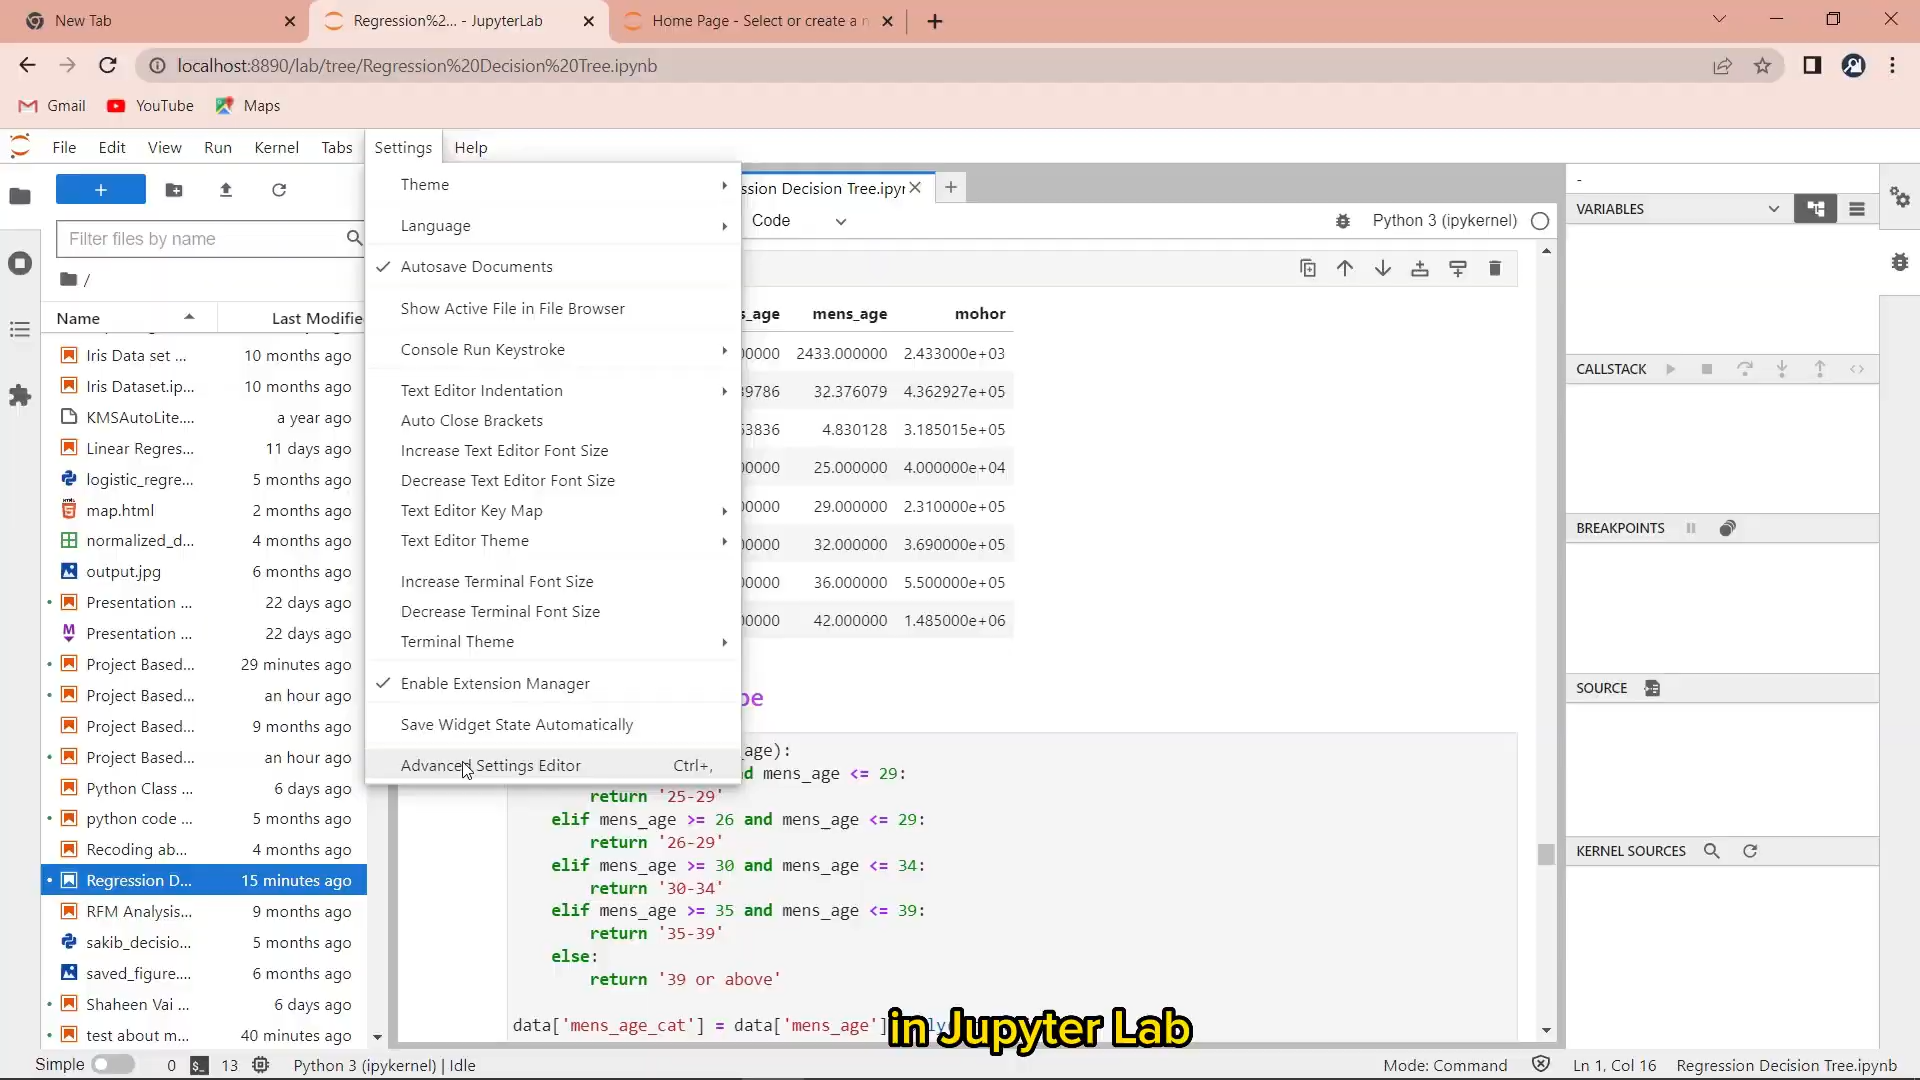 New Tab
Regression%2... - JupyterLab
Home Page - Select or create a n
localhost:8890/lab/tree/Regression%20Decision%20Tree.ipynb
Gmail
YouTube
Maps
File Edit View Run Kernel Tabs Settings Help
Filter files by name
/
Name
Last Modifie
Iris Data set ... 10 months ago
Iris Dataset.ip... 10 months ago
KMSAutoLite.... a year ago
Linear Regres... 11 days ago
logistic_regre... 5 months ago
map.html 2 months ago
normalized_d... 4 months ago
output.jpg 6 months ago
Presentation ... 22 days ago
Presentation ... 22 days ago
Project Based... 29 minutes ago
Project Based... an hour ago
Project Based... 9 months ago
Project Based... an hour ago
Python Class ... 6 days ago
python code ... 5 months ago
Recoding ab... 4 months ago
Regression D... 15 minutes ago
RFM Analysis... 9 months ago
sakib_decisio... 5 months ago
saved_figure.... 6 months ago
Shaheen Vai ... 6 days ago
test about m... 40 minutes ago
Theme
Language
Autosave Documents
Show Active File in File Browser
Console Run Keystroke
Text Editor Indentation
Auto Close Brackets
Increase Text Editor Font Size
Decrease Text Editor Font Size
Text Editor Key Map
Text Editor Theme
Increase Terminal Font Size
Decrease Terminal Font Size
Terminal Theme
Enable Extension Manager
Save Widget State Automatically
Advanced Settings Editor Ctrl+,
ssion Decision Tree.ipyr
Code
Python 3 (ipykernel)
s_age mens_age mohor
00000 2433.000000 2.433000e+03
39786 32.376079 4.362927e+05
53836 4.830128 3.185015e+05
00000 25.000000 4.000000e+04
00000 29.000000 2.310000e+05
00000 32.000000 3.690000e+05
00000 36.000000 5.500000e+05
00000 42.000000 1.485000e+06
pe
age):
d mens_age <= 29:
return '25-29'
elif mens_age >= 26 and mens_age <= 29:
return '26-29'
elif mens_age >= 30 and mens_age <= 34:
return '30-34'
elif mens_age >= 35 and mens_age <= 39:
return '35-39'
else:
return '39 or above'
data['mens_age_cat'] = data['mens_age']
in Jupyter Lab
-
VARIABLES
CALLSTACK
BREAKPOINTS
SOURCE
KERNEL SOURCES
Simple 0 13 Python 3 (ipykernel) | Idle
Mode: Command
Ln 1, Col 16
Regression Decision Tree.ipynb